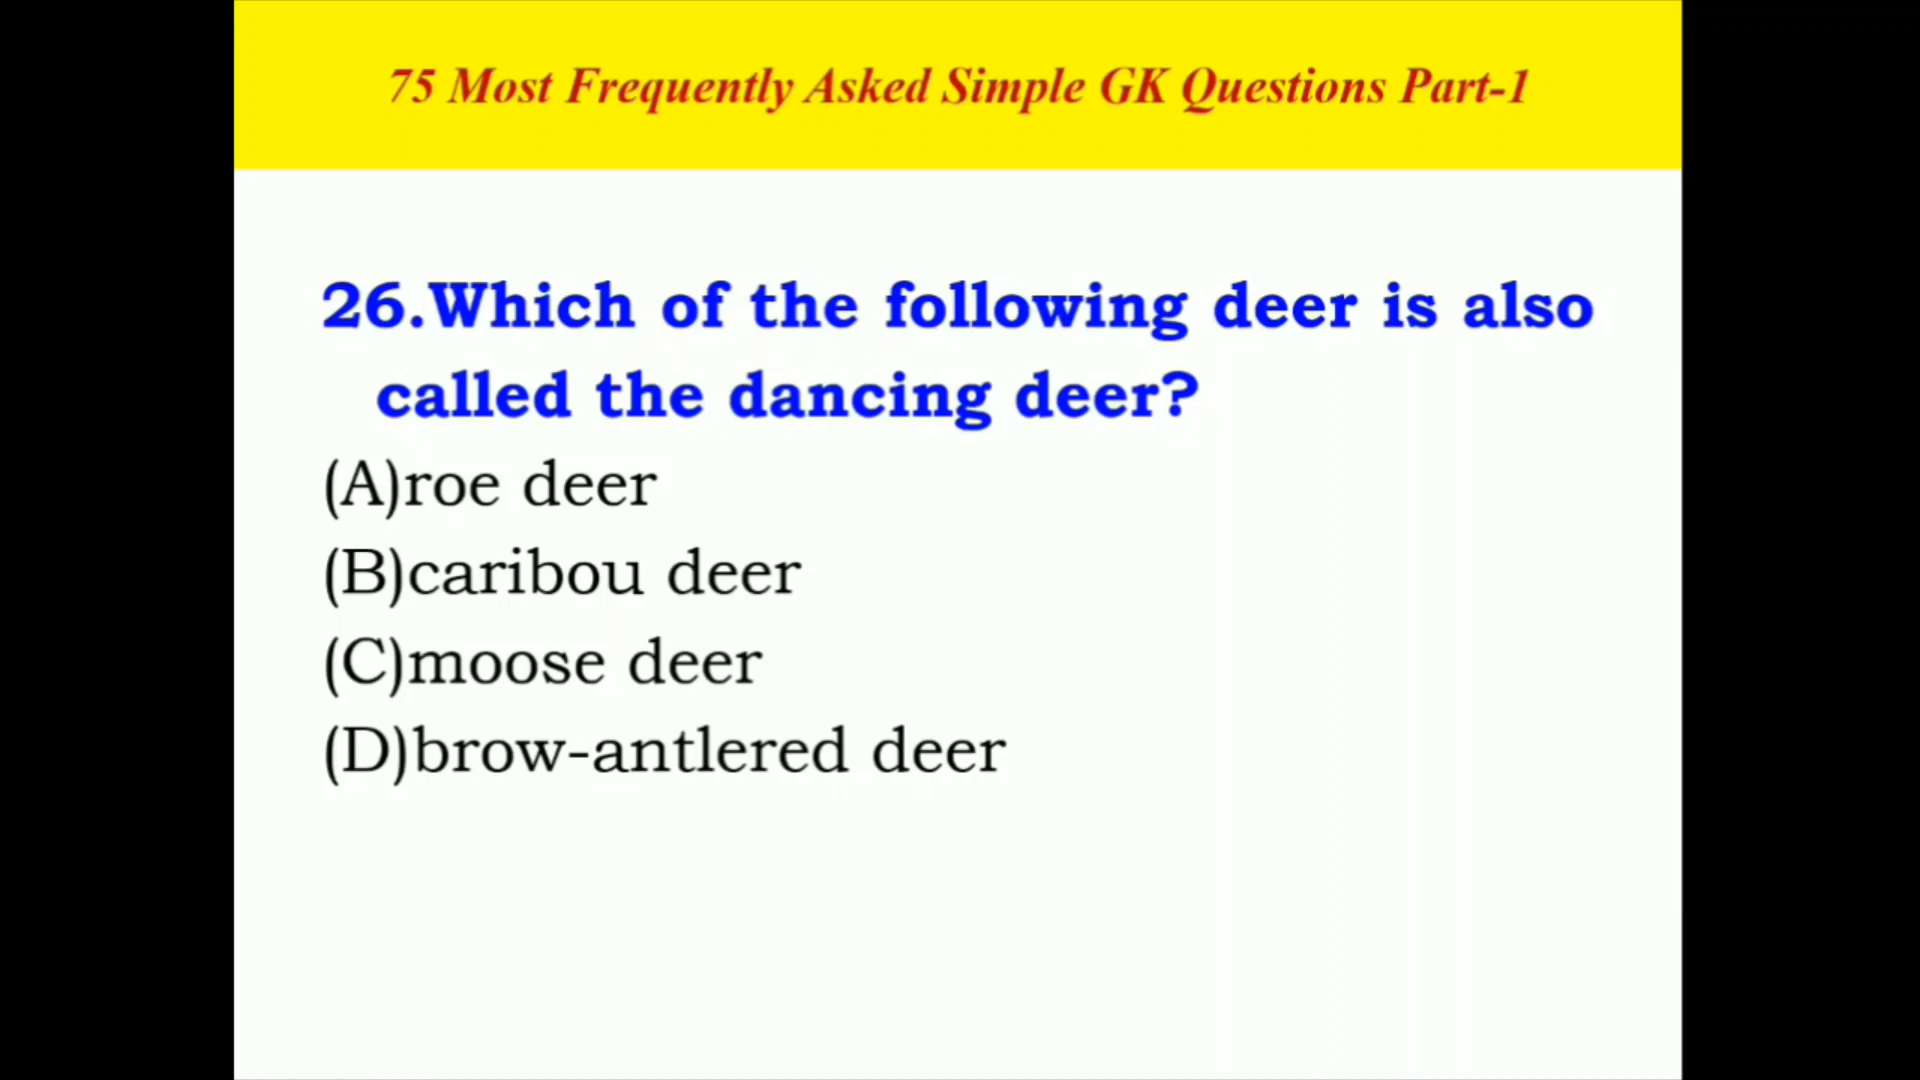 75 Most Frequently Asked Simple GK Questions Part-1
26.Which of the following deer is also
called the dancing deer?
(A)roe deer
(B)caribou deer
(C)moose deer
(D)brow-antlered deer